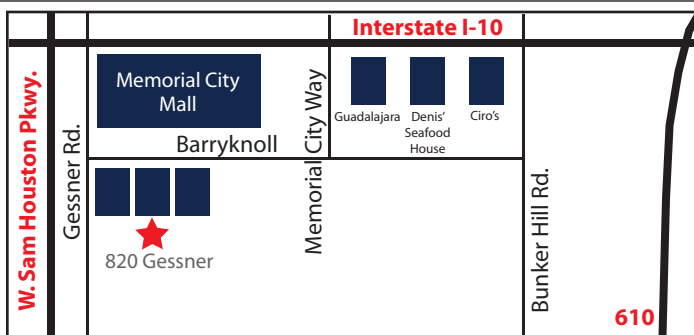 Interstate I-10
W. Sam Houston Pkwy.
Gessner Rd.
Memorial City
Mall
Memorial City Way
Guadalajara
Denis’
Seafood
House
Ciro’s
Barryknoll
820 Gessner
Bunker Hill Rd.
610